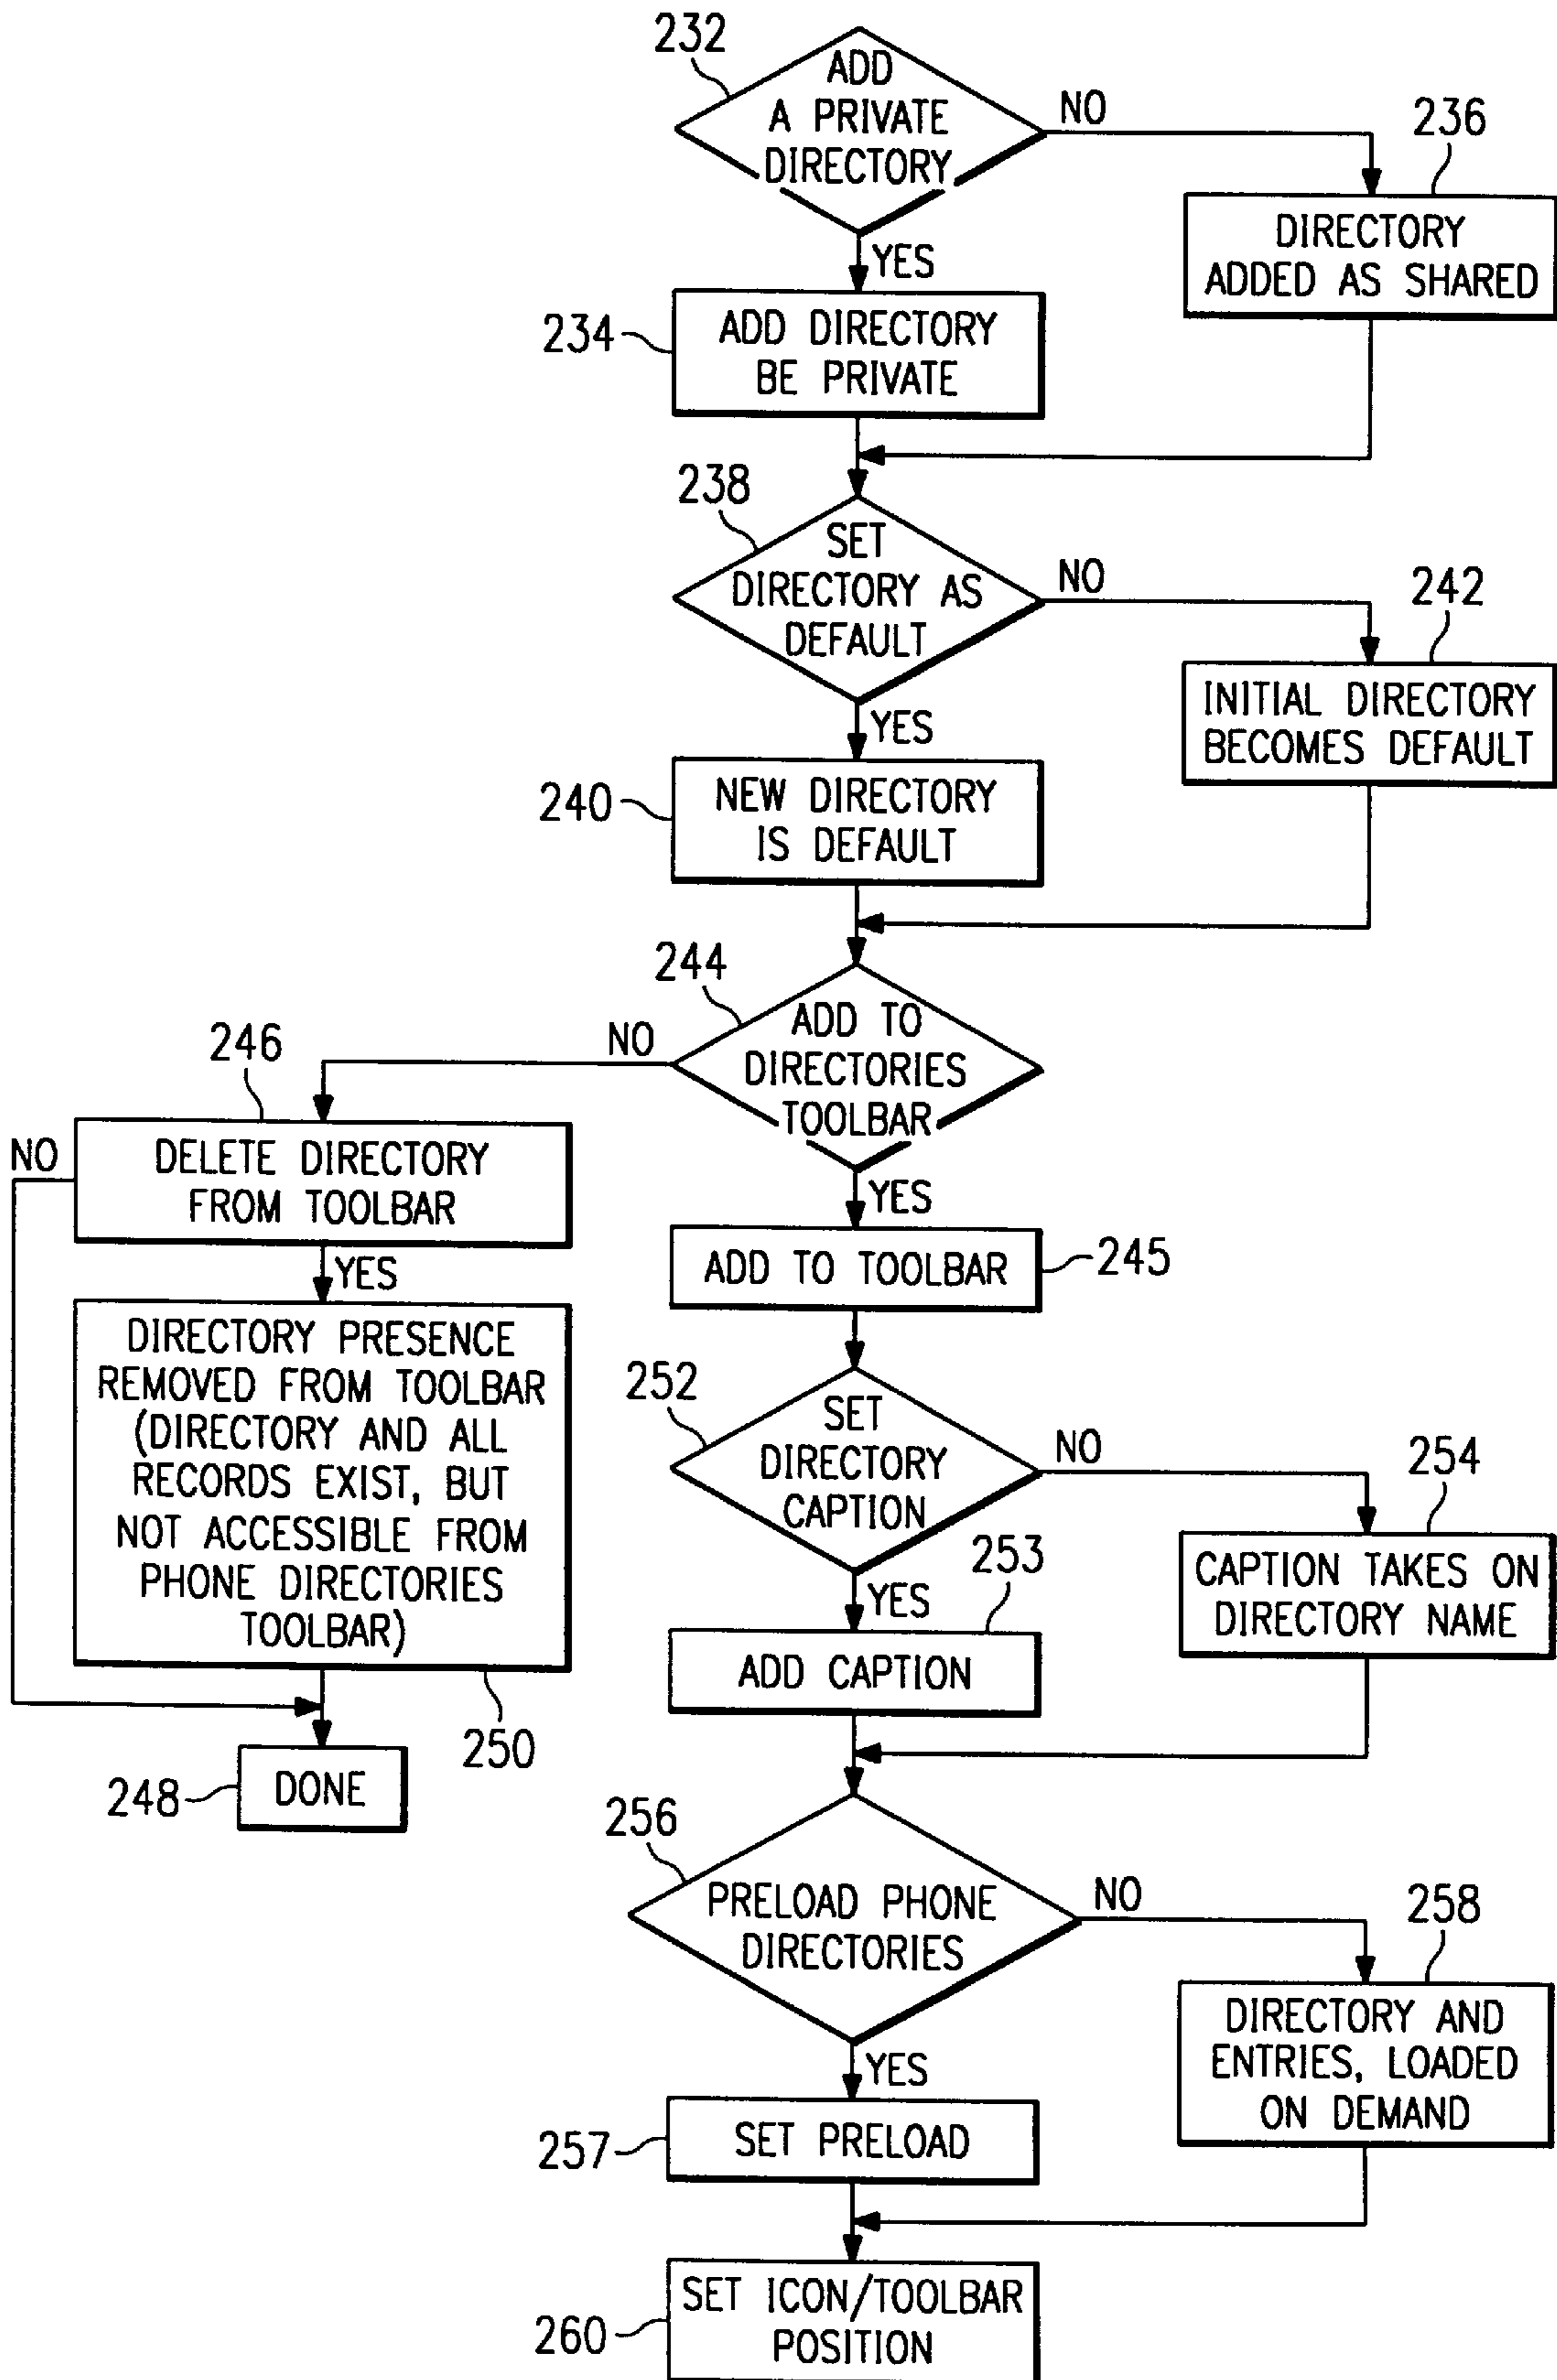 232
ADD
A PRIVATE
DIRECTORY
NO
236
DIRECTORY
ADDED AS SHARED
YES
234
ADD DIRECTORY
BE PRIVATE
238
SET
DIRECTORY AS
DEFAULT
NO
242
INITIAL DIRECTORY
BECOMES DEFAULT
YES
240
NEW DIRECTORY
IS DEFAULT
244
ADD TO
DIRECTORIES
TOOLBAR
NO
246
DELETE DIRECTORY
FROM TOOLBAR
NO
YES
DIRECTORY PRESENCE
REMOVED FROM TOOLBAR
(DIRECTORY AND ALL
RECORDS EXIST, BUT
NOT ACCESSIBLE FROM
PHONE DIRECTORIES
TOOLBAR)
250
248
DONE
YES
ADD TO TOOLBAR
245
252
SET
DIRECTORY
CAPTION
NO
254
CAPTION TAKES ON
DIRECTORY NAME
YES
253
ADD CAPTION
256
PRELOAD PHONE
DIRECTORIES
NO
258
DIRECTORY AND
ENTRIES, LOADED
ON DEMAND
YES
257
SET PRELOAD
260
SET ICON/TOOLBAR
POSITION